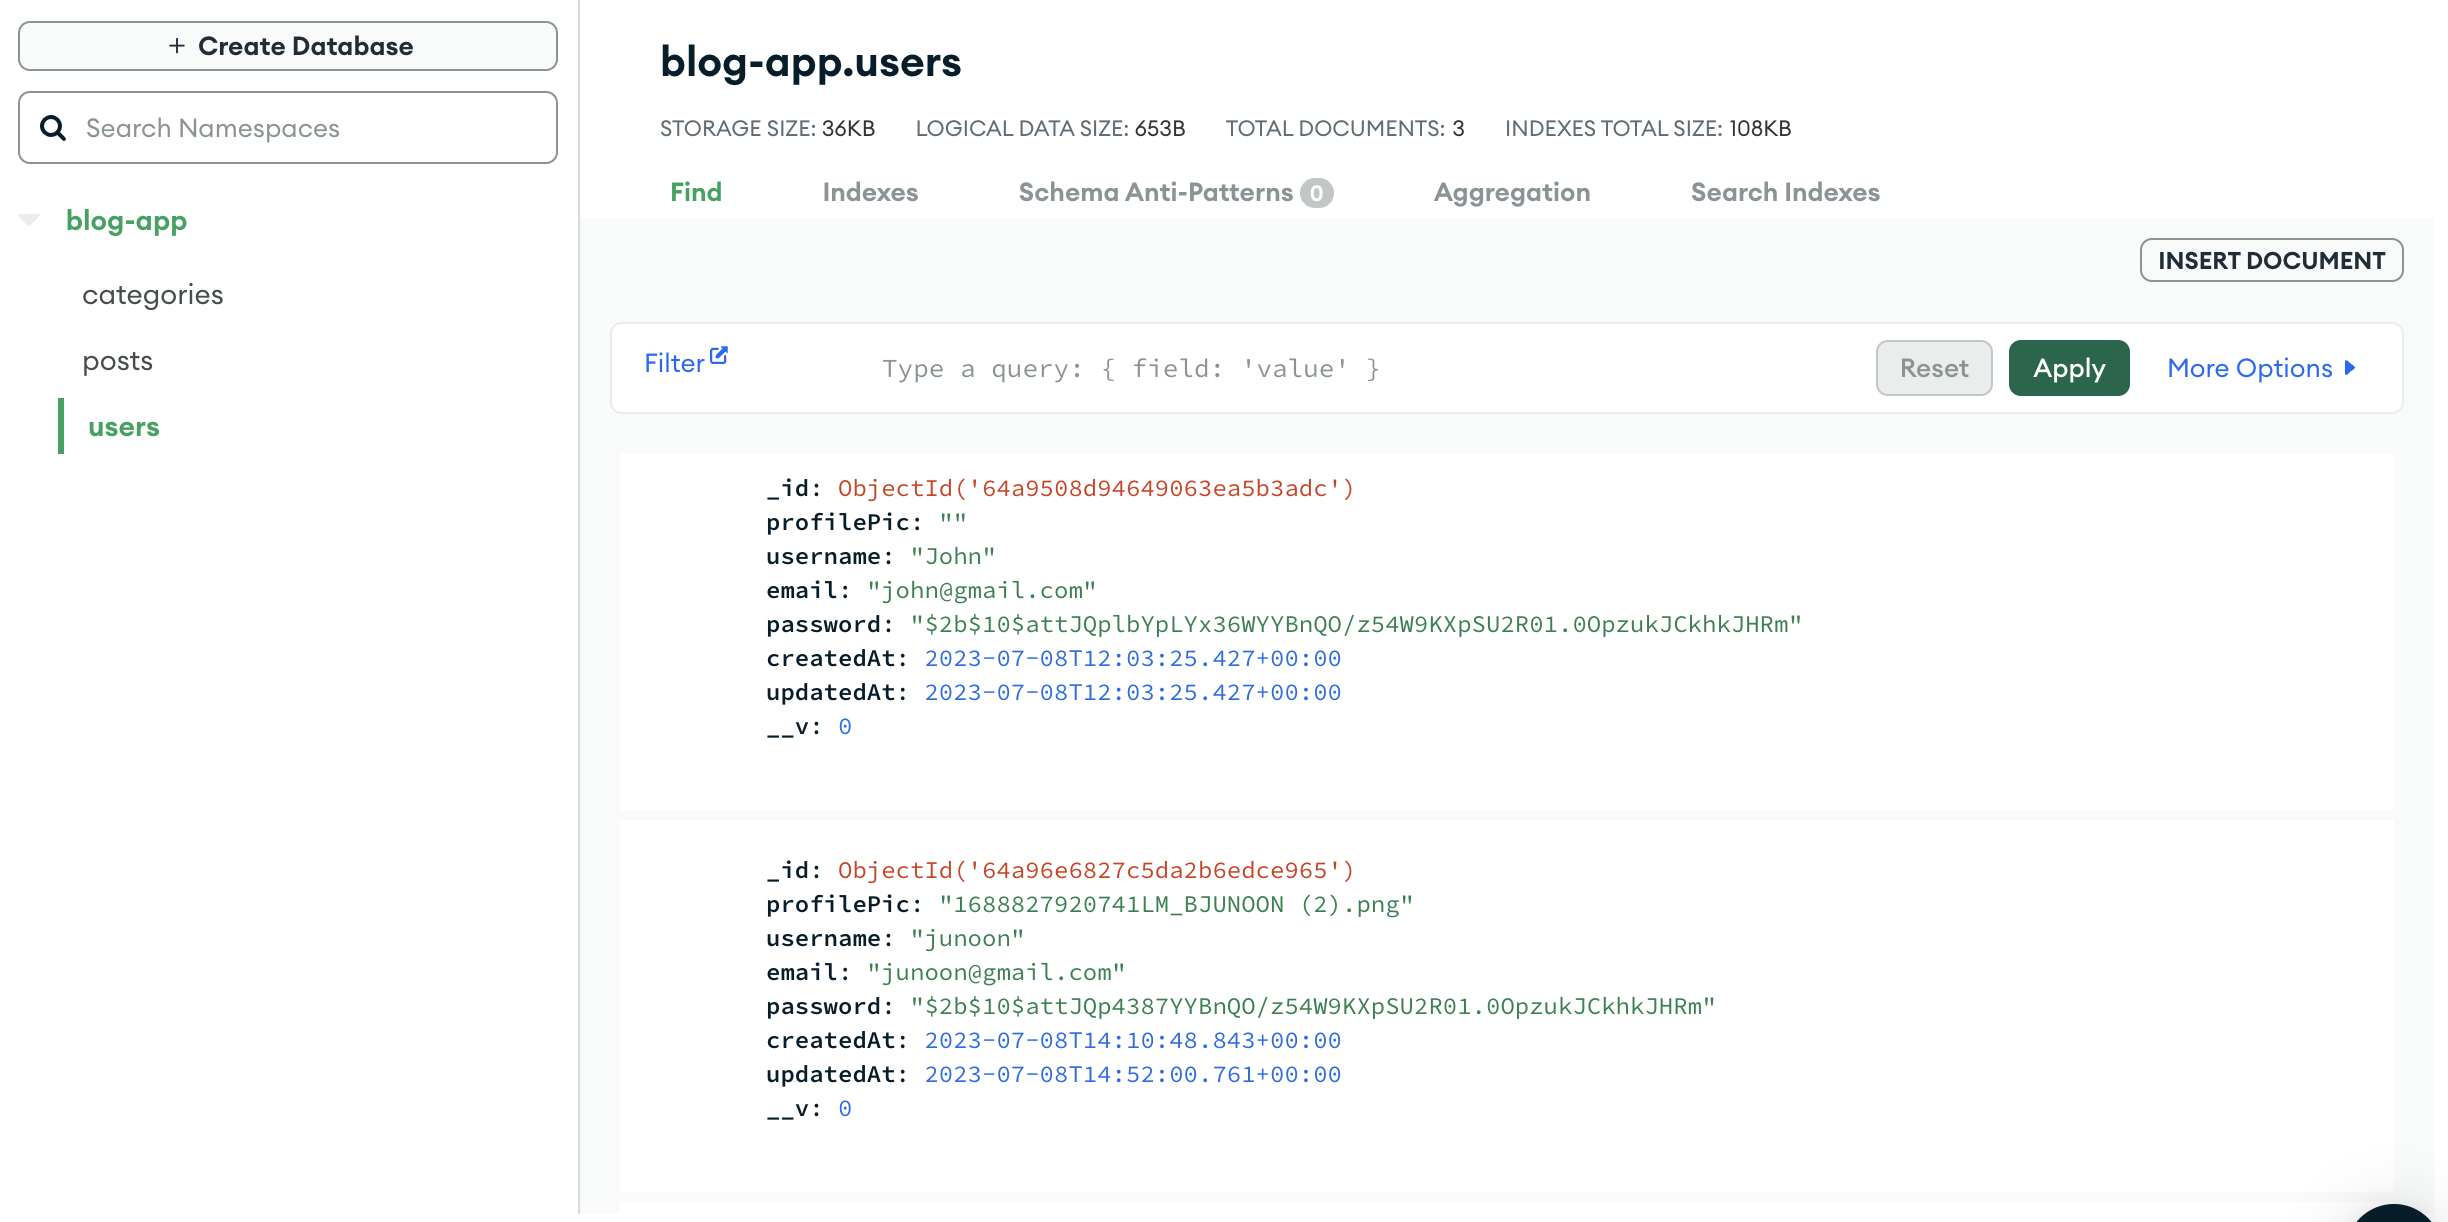 + Create Database
Search Namespaces
blog-app
categories
posts
users
blog-app.users
STORAGE SIZE: 36KB LOGICAL DATA SIZE: 653B TOTAL DOCUMENTS: 3 INDEXES TOTAL SIZE: 108KB
Find Indexes Schema Anti-Patterns 0 Aggregation Search Indexes
INSERT DOCUMENT
Filter Type a query: { field: 'value' } Reset Apply More Options
_id: ObjectId('64a9508d94649063ea5b3adc')
profilePic: ""
username: "John"
email: "john@gmail.com"
password: "$2b$10$attJQplbYpLYx36WYYBnQO/z54W9KXpSU2R01.0OpzukJCkhkJHRm"
createdAt: 2023-07-08T12:03:25.427+00:00
updatedAt: 2023-07-08T12:03:25.427+00:00
__v: 0
_id: ObjectId('64a96e6827c5da2b6edce965')
profilePic: "1688827920741LM_BJUNOON (2).png"
username: "junoon"
email: "junoon@gmail.com"
password: "$2b$10$attJQp4387YYBnQO/z54W9KXpSU2R01.0OpzukJCkhkJHRm"
createdAt: 2023-07-08T14:10:48.843+00:00
updatedAt: 2023-07-08T14:52:00.761+00:00
__v: 0